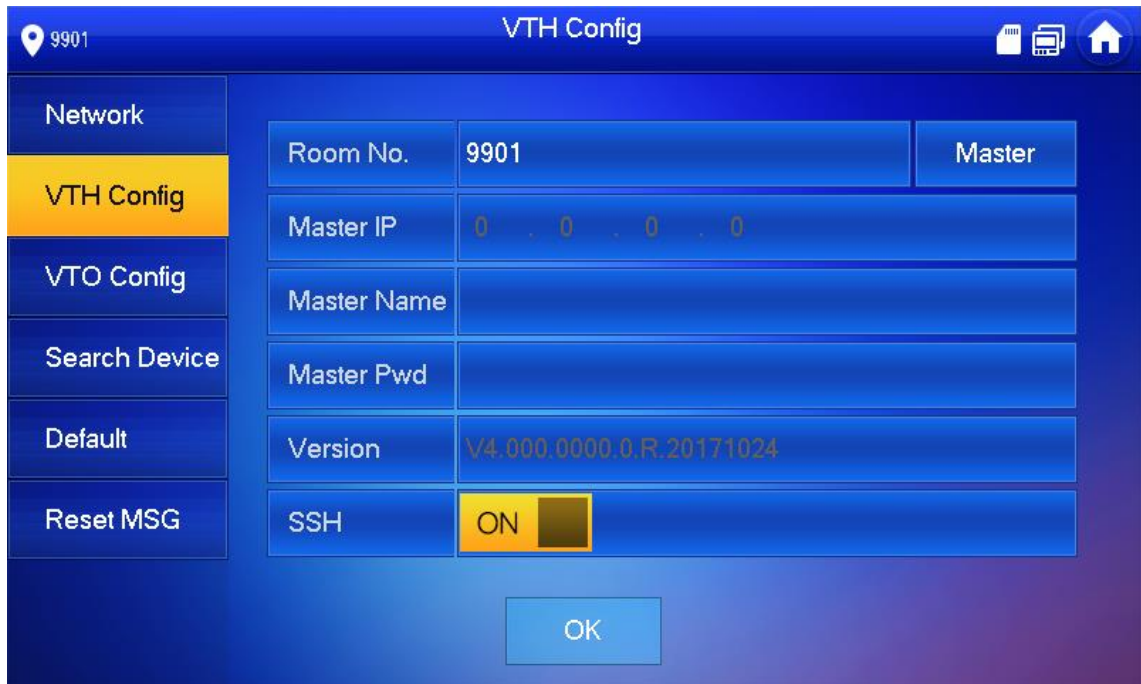 9901
VTH Config
Network
VTH Config
VTO Config
Search Device
Default
Reset MSG
Room No. 9901 Master
Master IP 0 . 0 . 0 . 0
Master Name
Master Pwd
Version V4.000.0000.0.R.20171024
SSH ON
OK